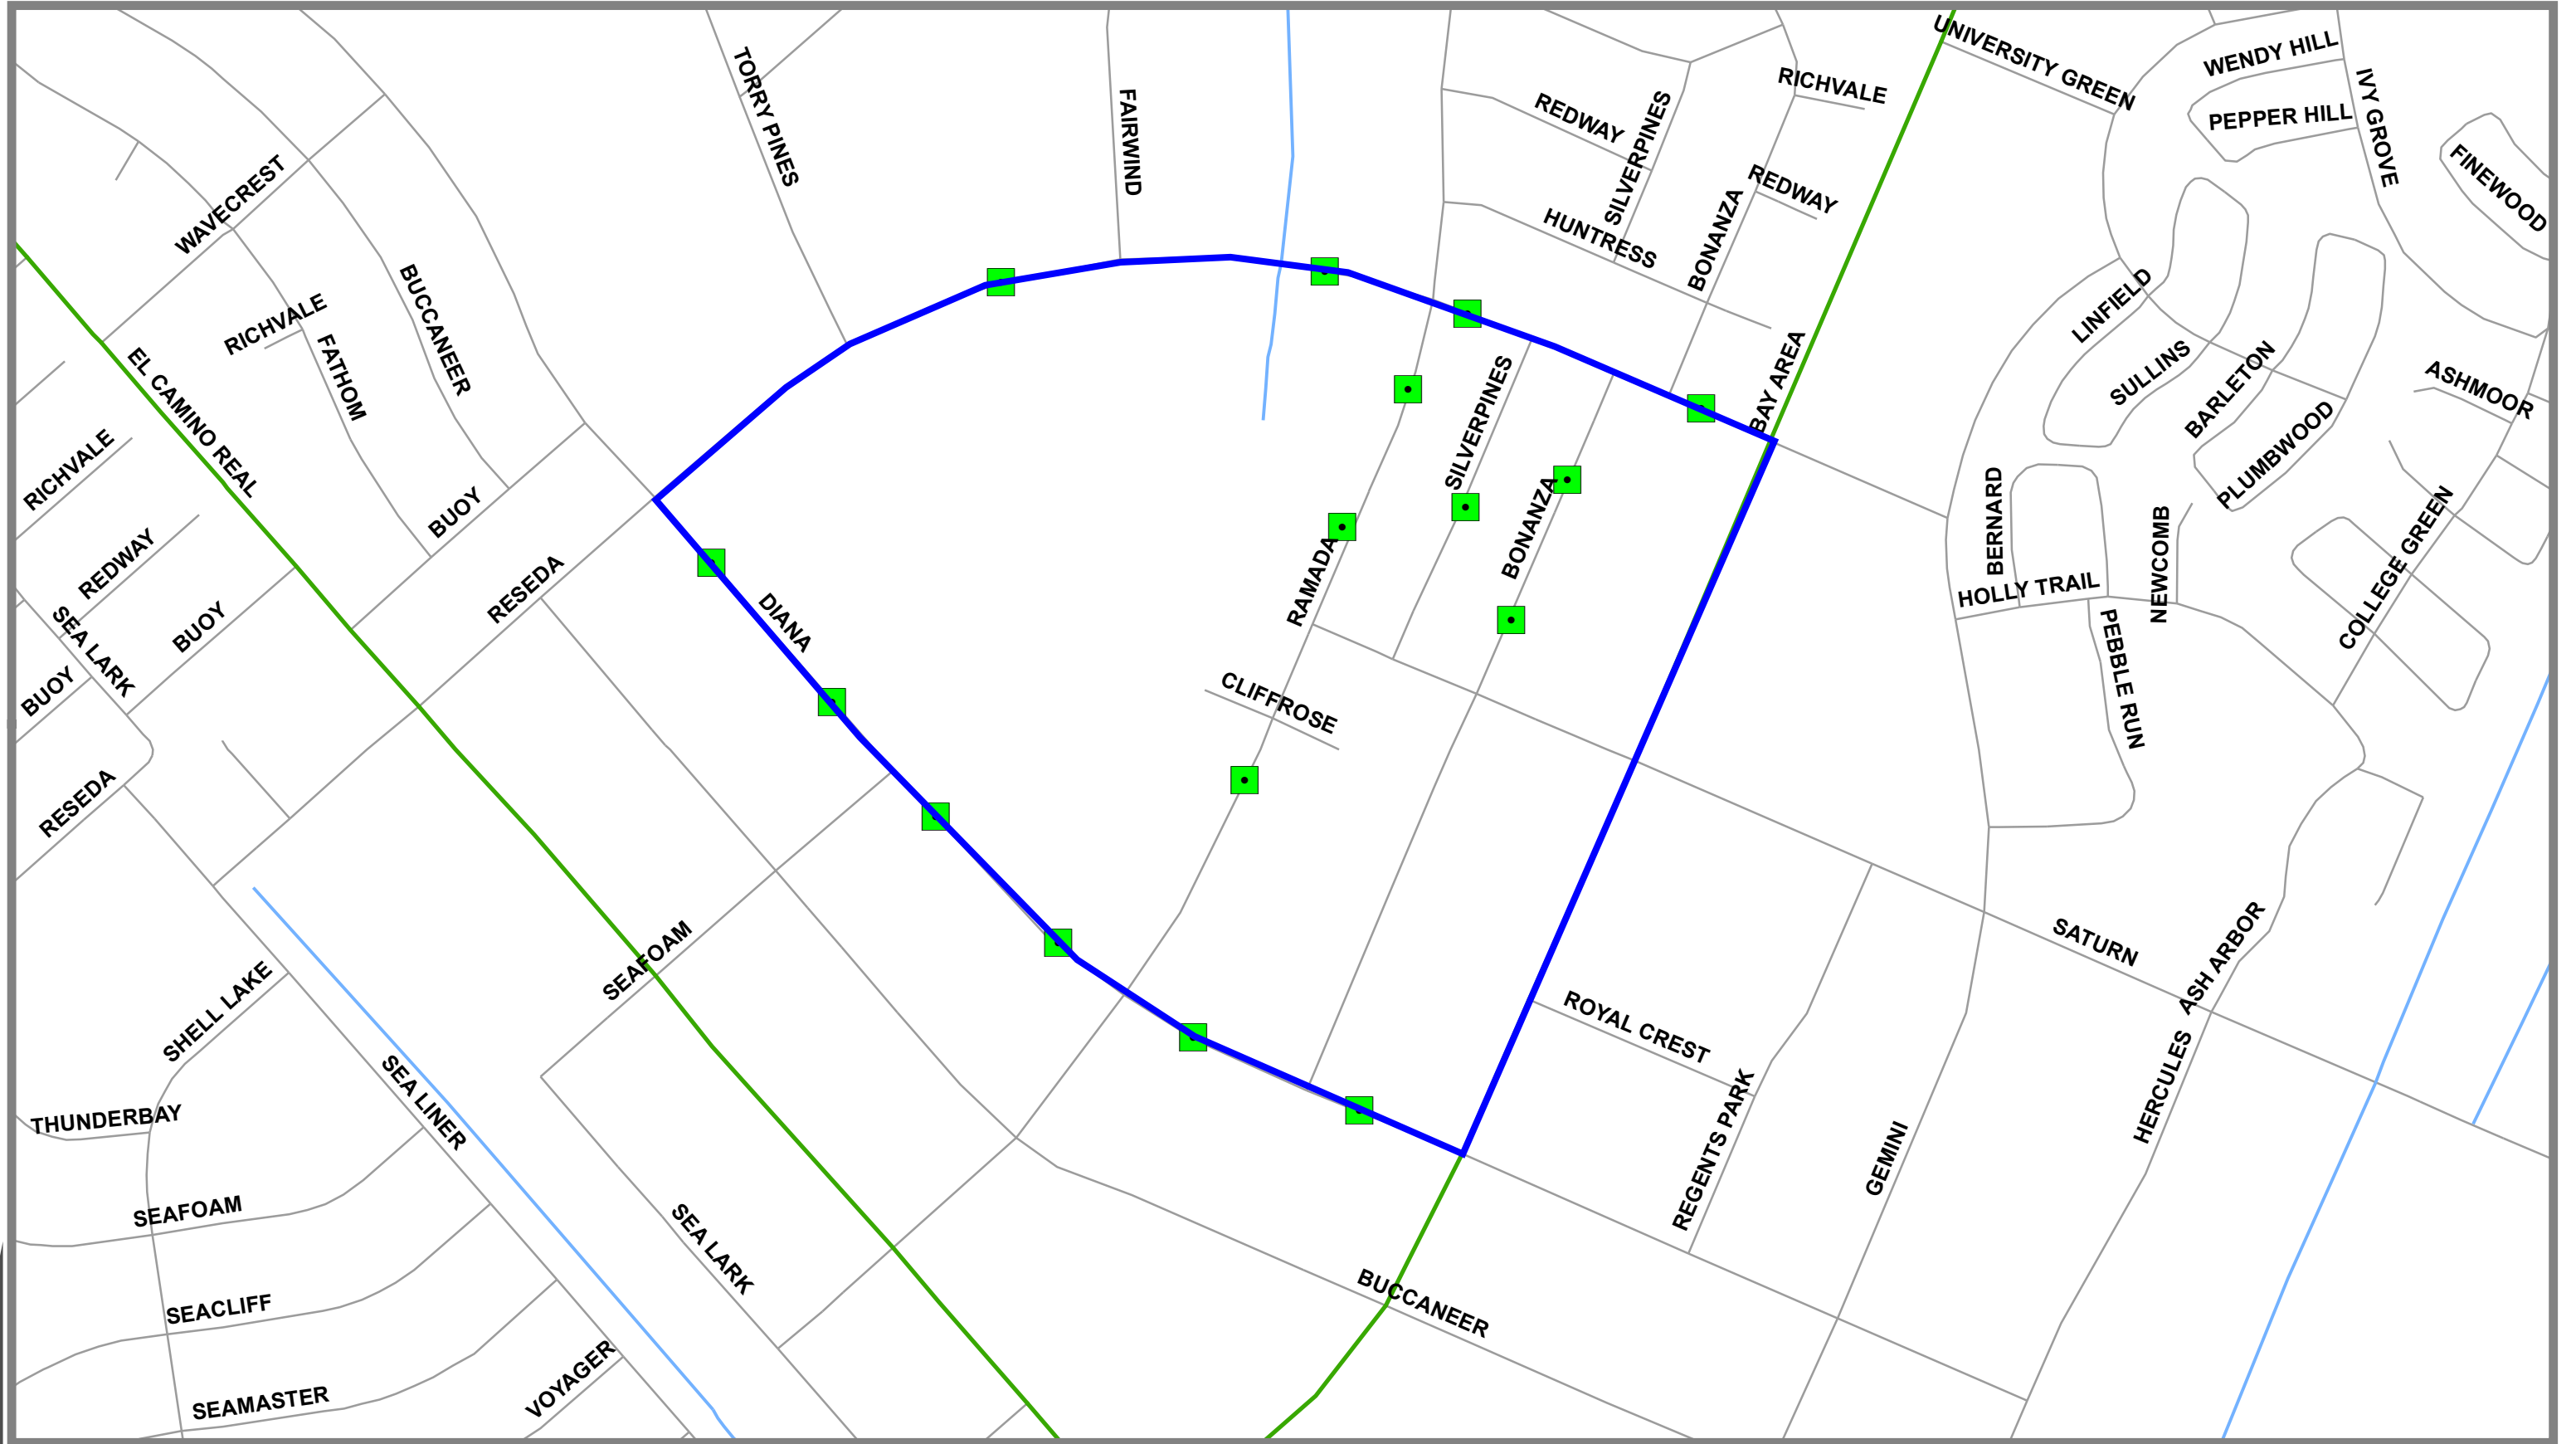 UNIVERSITY GREEN
WENDY HILL
TORRY PINES
FAIRWIND
RICHVALE
IVY GROVE
REDWAY
SILVERPINES
PEPPER HILL
FINEWOOD
WAVECREST
REDWAY
BONANZA
HUNTRESS
BUCCANEER
RICHVALE
FATHOM
LINFIELD
EL CAMINO REAL
BAY AREA
SULLINS
BARLETON
ASHMOOR
SILVERPINES
PLUMBWOOD
RICHVALE
BUOY
BONANZA
BERNARD
NEWCOMB
COLLEGE GREEN
REDWAY
RESEDA
RAMADA
HOLLY TRAIL
DIANA
SEA LARK
BUOY
PEBBLE RUN
BUOY
CLIFFROSE
RESEDA
SEAFOAM
SATURN
ASH ARBOR
SHELL LAKE
ROYAL CREST
SEA LINER
HERCULES
THUNDERBAY
REGENTS PARK
GEMINI
SEAFOAM
SEA LARK
SEACLIFF
BUCCANEER
VOYAGER
SEAMASTER